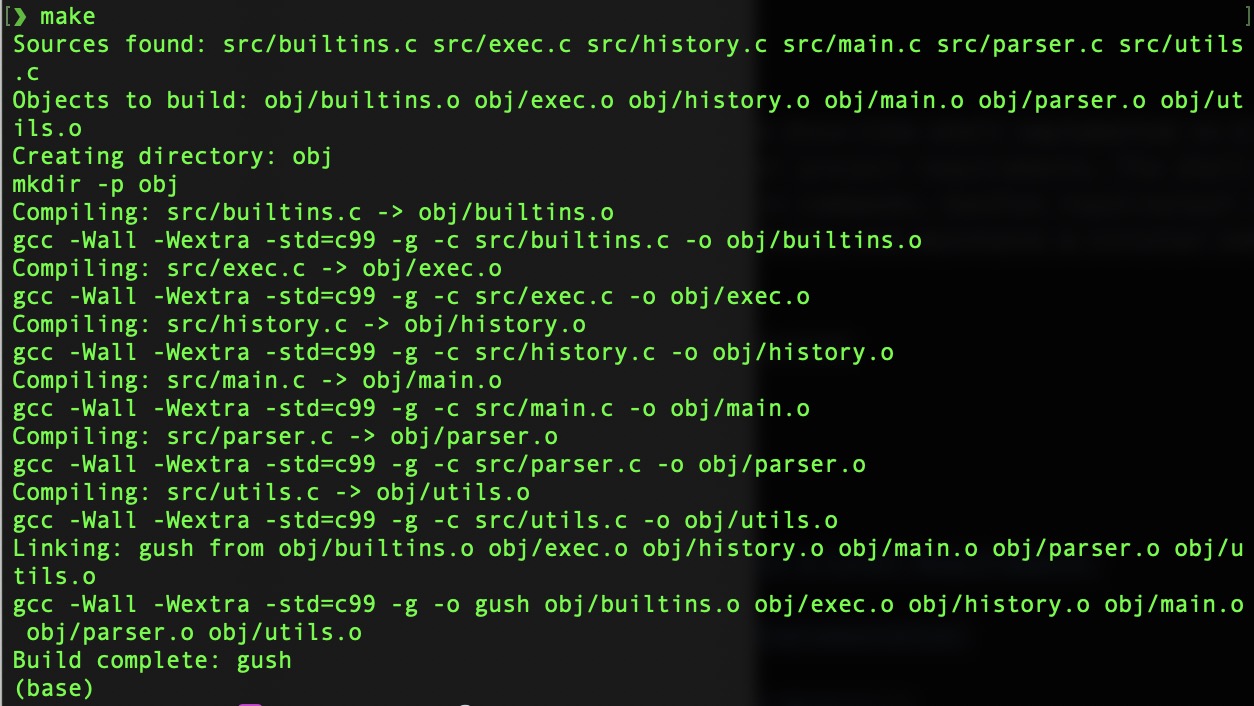 [❯ make ]
Sources found: src/builtins.c src/exec.c src/history.c src/main.c src/parser.c src/utils
.c
Objects to build: obj/builtins.o obj/exec.o obj/history.o obj/main.o obj/parser.o obj/ut
ils.o
Creating directory: obj
mkdir -p obj
Compiling: src/builtins.c -> obj/builtins.o
gcc -Wall -Wextra -std=c99 -g -c src/builtins.c -o obj/builtins.o
Compiling: src/exec.c -> obj/exec.o
gcc -Wall -Wextra -std=c99 -g -c src/exec.c -o obj/exec.o
Compiling: src/history.c -> obj/history.o
gcc -Wall -Wextra -std=c99 -g -c src/history.c -o obj/history.o
Compiling: src/main.c -> obj/main.o
gcc -Wall -Wextra -std=c99 -g -c src/main.c -o obj/main.o
Compiling: src/parser.c -> obj/parser.o
gcc -Wall -Wextra -std=c99 -g -c src/parser.c -o obj/parser.o
Compiling: src/utils.c -> obj/utils.o
gcc -Wall -Wextra -std=c99 -g -c src/utils.c -o obj/utils.o
Linking: gush from obj/builtins.o obj/exec.o obj/history.o obj/main.o obj/parser.o obj/u
tils.o
gcc -Wall -Wextra -std=c99 -g -o gush obj/builtins.o obj/exec.o obj/history.o obj/main.o
 obj/parser.o obj/utils.o
Build complete: gush
(base)